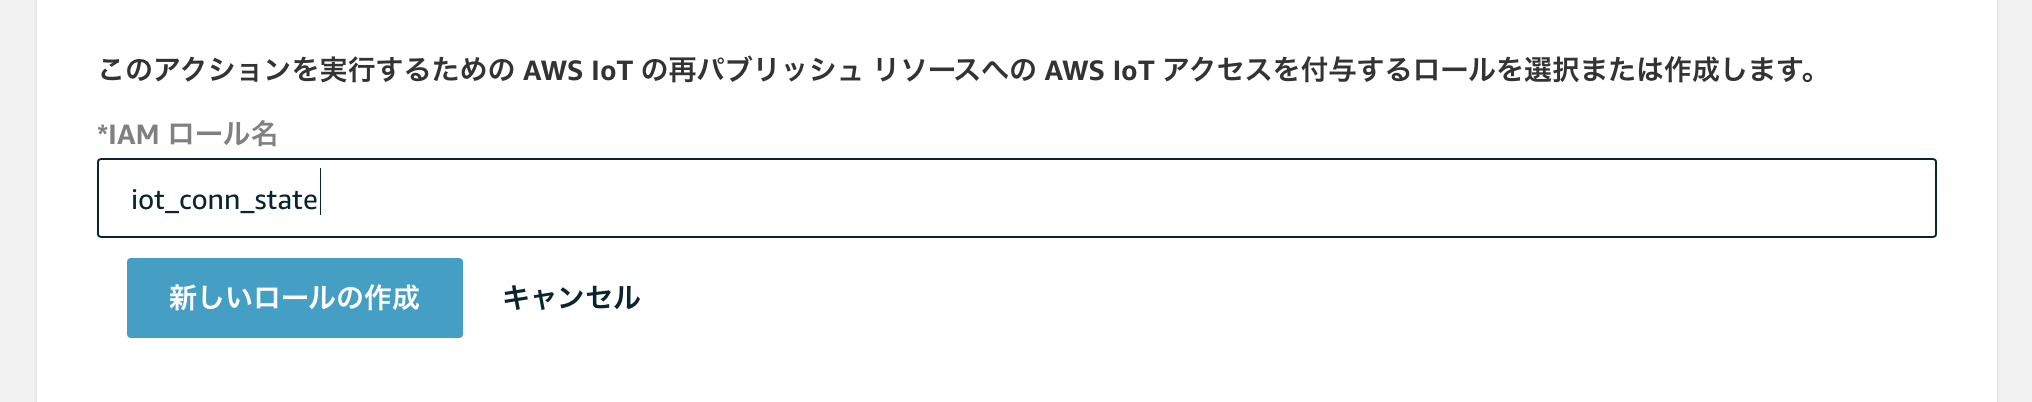 このアクションを実行するための AWS IoT の再パブリッシュ リソースへの AWS IoT アクセスを付与するロールを選択または作成します。
*IAM ロール名
iot_conn_state
新しいロールの作成 キャンセル